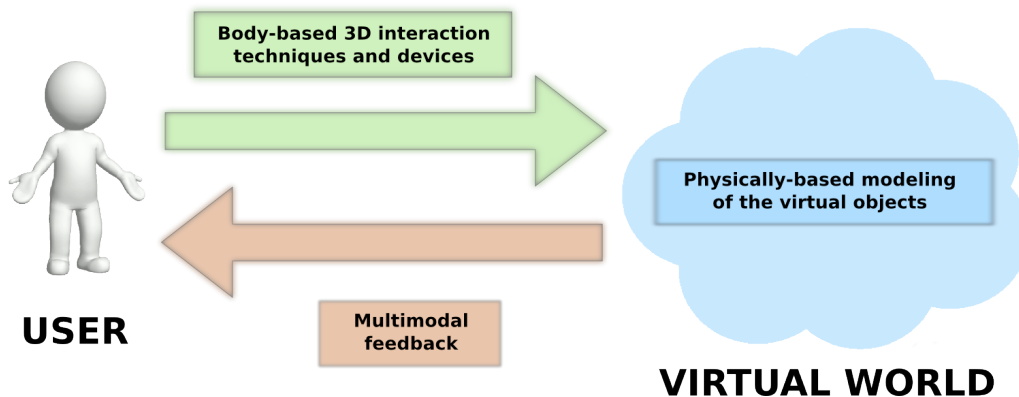 Body-based 3D interaction
techniques and devices
Physically-based modeling
of the virtual objects
Multimodal
feedback
USER
VIRTUAL WORLD